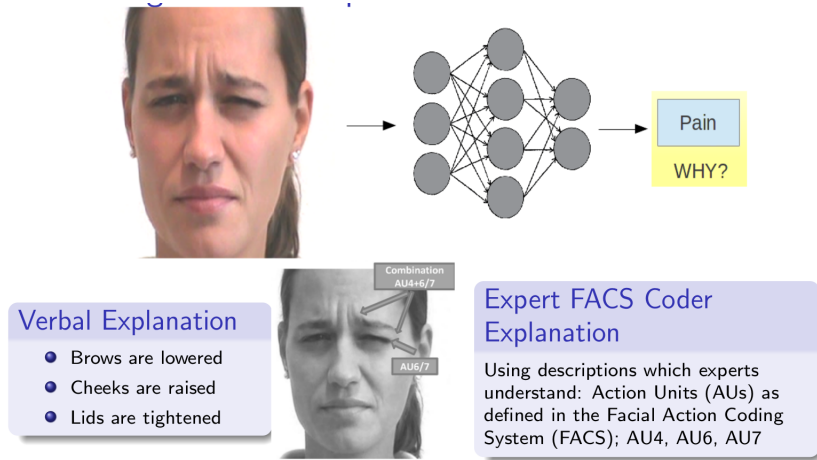 Pain
WHY?
Combination
AU4+6/7
AU6/7
Verbal Explanation
Brows are lowered
Cheeks are raised
Lids are tightened
Expert FACS Coder
Explanation
Using descriptions which experts
understand: Action Units (AUs) as
defined in the Facial Action Coding
System (FACS); AU4, AU6, AU7